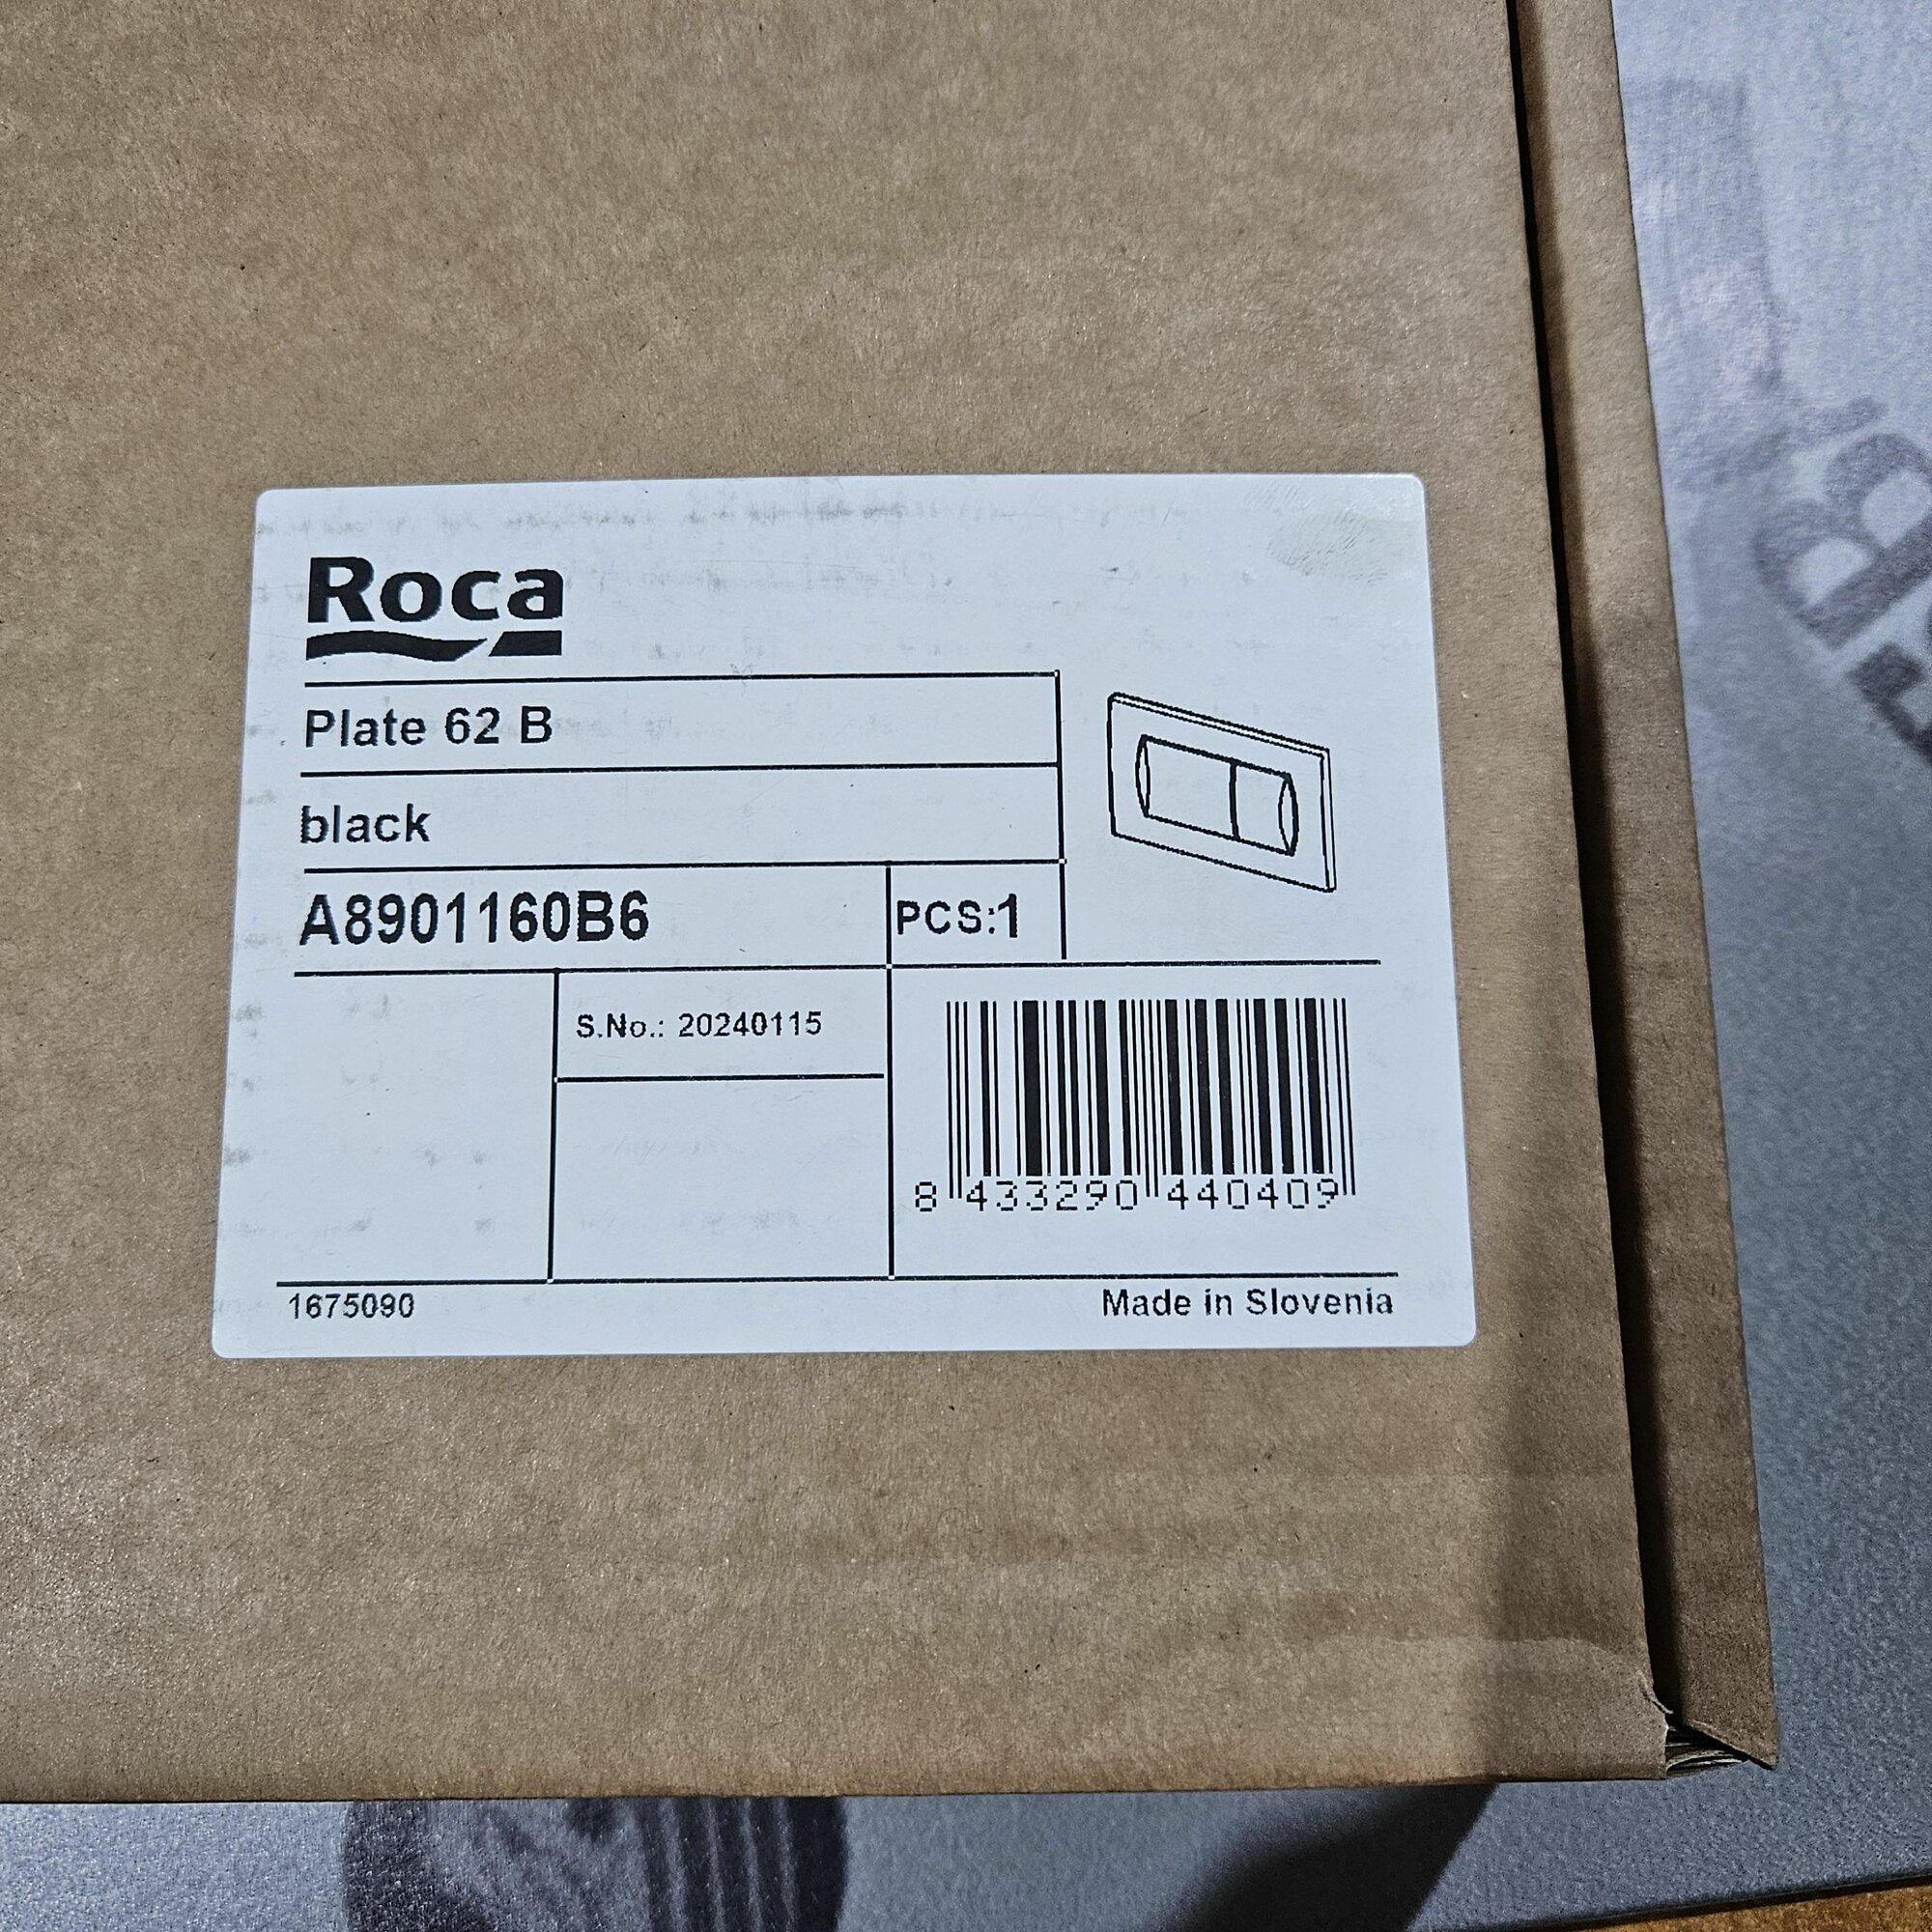 Roca
Plate 62 B
black
A8901160B6
PCS:1
S.No.: 20240115
8 433290 440409
1675090
Made in Slovenia